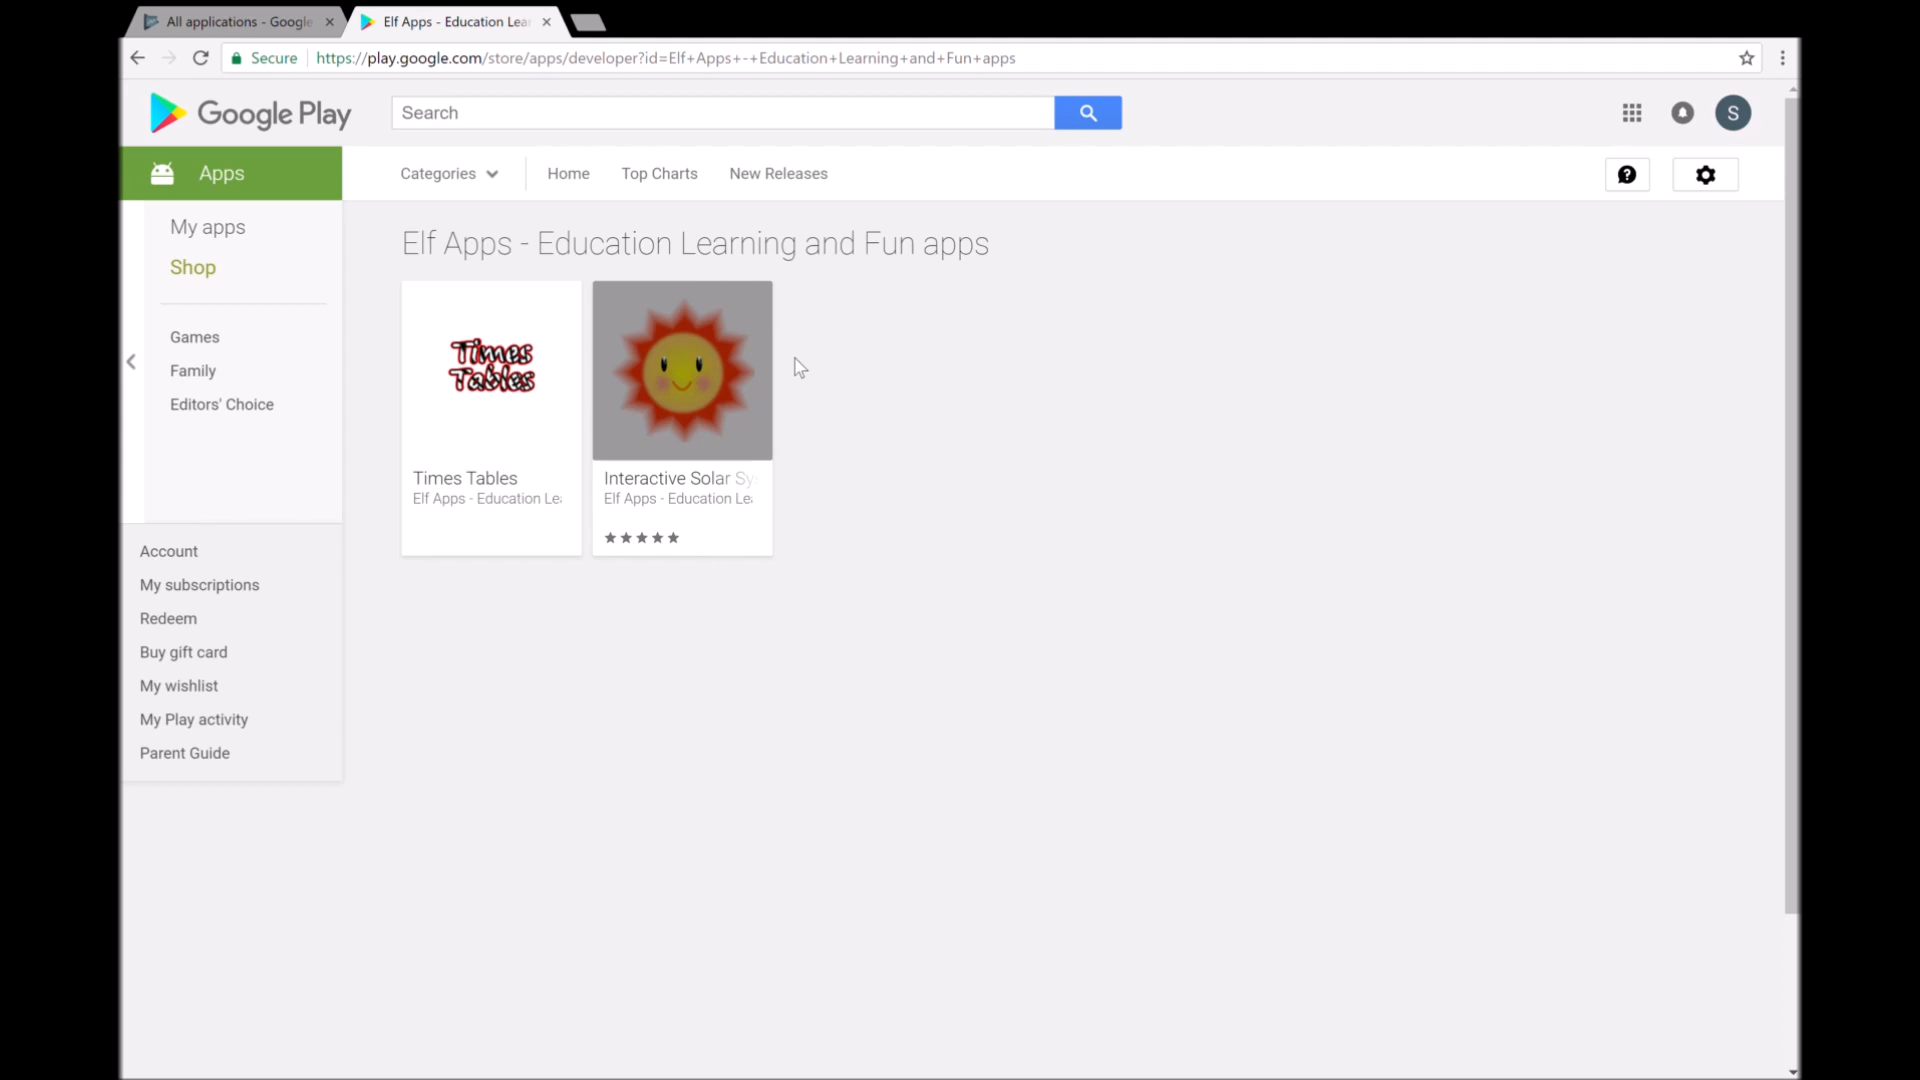 All applications - Google
Elf Apps - Education Lea
Secure
https://play.google.com/store/apps/developer?id=Elf+Apps+-+Education+Learning+and+Fun+apps
Google Play
Search
S
Apps
Categories
Home
Top Charts
New Releases
My apps
Shop
Games
Family
Editors' Choice
Account
My subscriptions
Redeem
Buy gift card
My wishlist
My Play activity
Parent Guide
Elf Apps - Education Learning and Fun apps
Times
Tables
Times Tables
Elf Apps - Education Le
Interactive Solar Sy
Elf Apps - Education Le